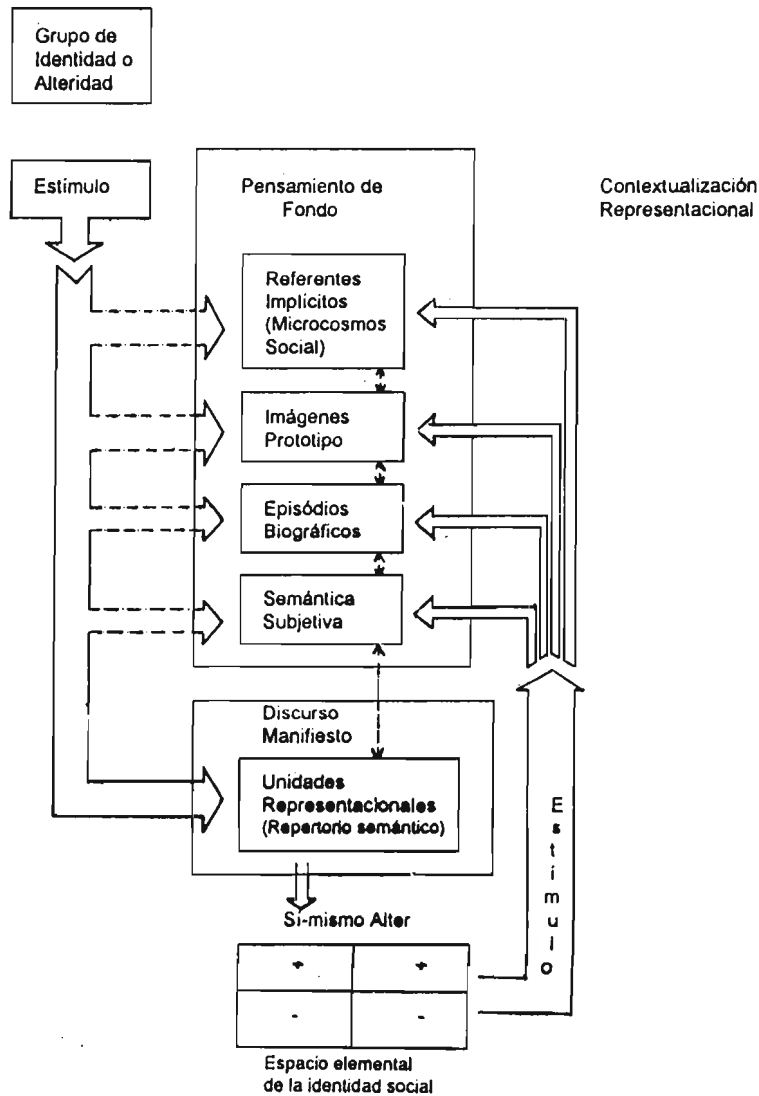 Grupo de
Identidad o
Alteridad
Estímulo
Pensamiento de
Fondo
Contextualización
Representacional
Referentes
Implícitos
(Microcosmos
Social)
Imágenes
Prototipo
Episódios
Biográficos
Semántica
Subjetiva
Discurso
Manifiesto
Unidades
Representacionales
(Repertorio semántico)
Estímulo
Sí-mismo Alter
+ +
- -
Espacio elemental
de la identidad social